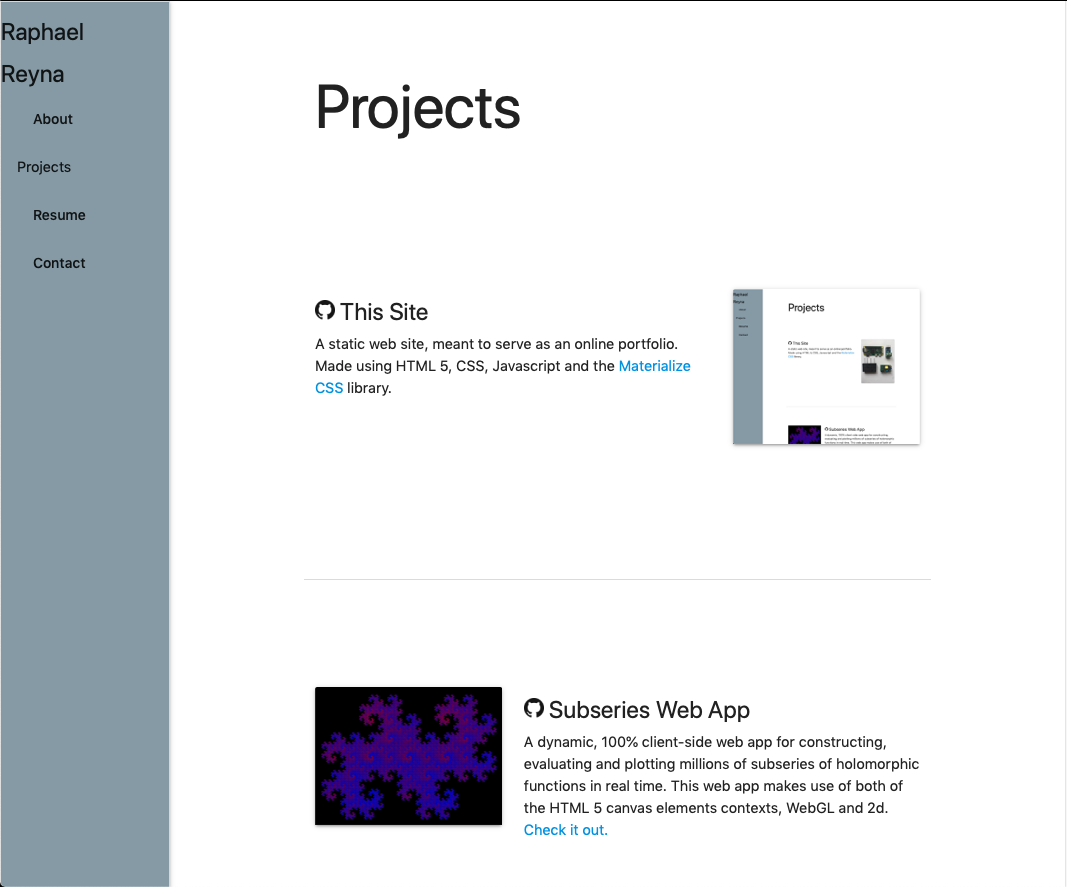 Raphael
Reyna
About
Projects
Resume
Contact
Projects
This Site
A static web site, meant to serve as an online portfolio.
Made using HTML 5, CSS, Javascript and the Materialize
CSS library.
Raphael
Reyna
Projects
This Site
Subseries Web App
Subseries Web App
A dynamic, 100% client-side web app for constructing,
evaluating and plotting millions of subseries of holomorphic
functions in real time. This web app makes use of both of
the HTML 5 canvas elements contexts, WebGL and 2d.
Check it out.